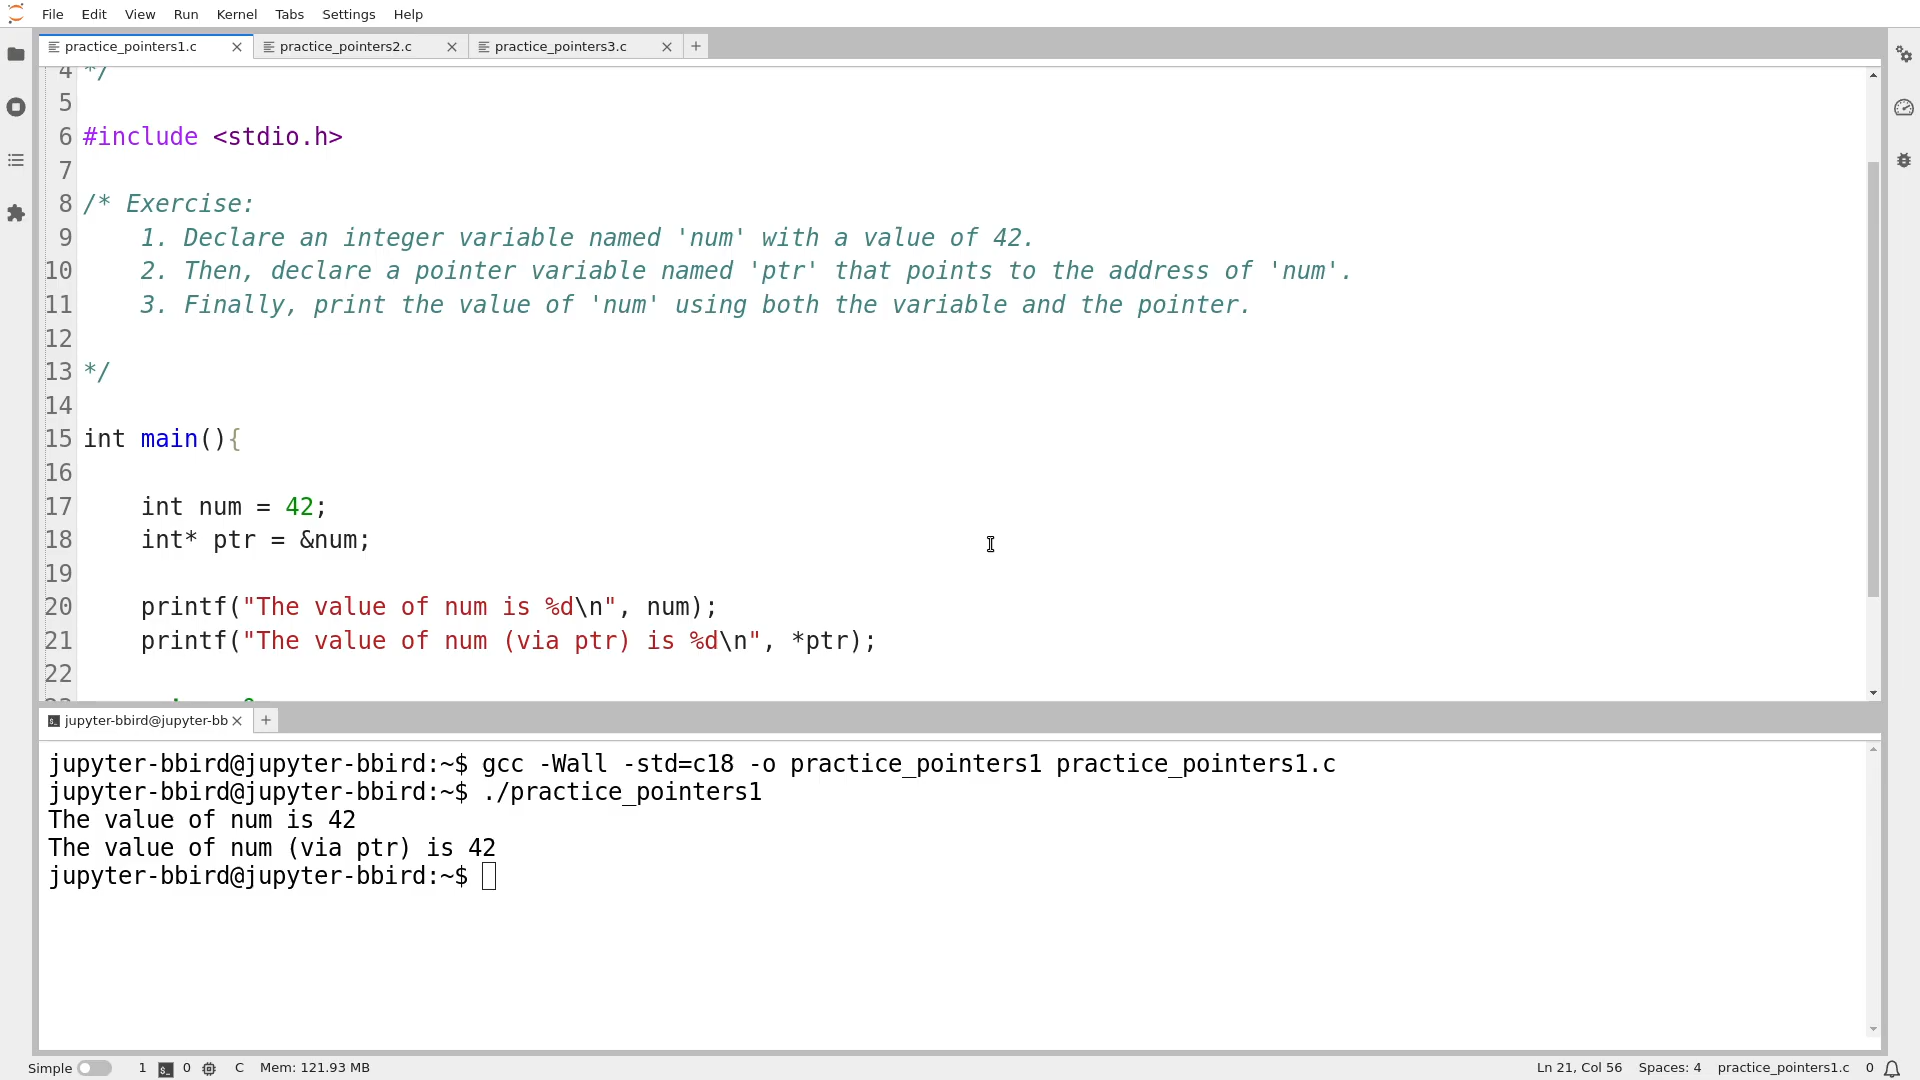 File Edit View Run Kernel Tabs Settings Help
practice_pointers1.c practice_pointers2.c practice_pointers3.c +
4 */
5
6 #include <stdio.h>
7
8 /* Exercise:
9     1. Declare an integer variable named 'num' with a value of 42.
10     2. Then, declare a pointer variable named 'ptr' that points to the address of 'num'.
11     3. Finally, print the value of 'num' using both the variable and the pointer.
12
13 */
14
15 int main(){
16
17     int num = 42;
18     int* ptr = &num;
19
20     printf("The value of num is %d\n", num);
21     printf("The value of num (via ptr) is %d\n", *ptr);
22
jupyter-bbird@jupyter-bb +
jupyter-bbird@jupyter-bbird:~$ gcc -Wall -std=c18 -o practice_pointers1 practice_pointers1.c
jupyter-bbird@jupyter-bbird:~$ ./practice_pointers1
The value of num is 42
The value of num (via ptr) is 42
jupyter-bbird@jupyter-bbird:~$
Simple 1 0 C Mem: 121.93 MB Ln 21, Col 56 Spaces: 4 practice_pointers1.c 0